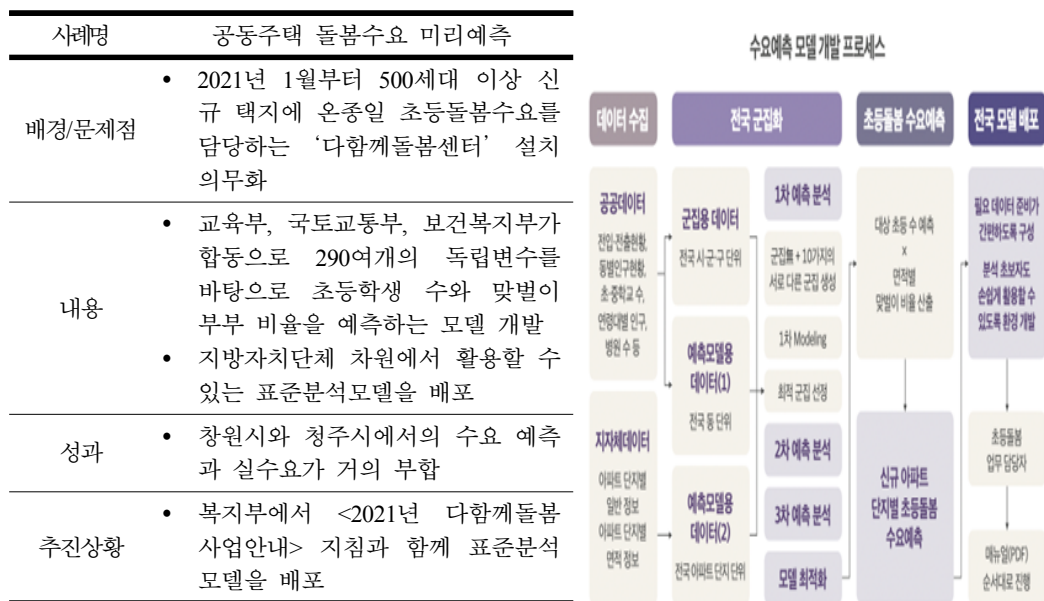 사례명
공동주택 돌봄수요 미리예측
배경/문제점
• 2021년 1월부터 500세대 이상 신
규 택지에 온종일 초등돌봄수요를
담당하는 ‘다함께돌봄센터’ 설치
의무화
내용
• 교육부, 국토교통부, 보건복지부가
합동으로 290여개의 독립변수를
바탕으로 초등학생 수와 맞벌이
부부 비율을 예측하는 모델 개발
• 지방자치단체 차원에서 활용할 수
있는 표준분석모델을 배포
성과
• 창원시와 청주시에서의 수요 예측
과 실수요가 거의 부합
추진상황
• 복지부에서 <2021년 다함께돌봄
사업안내> 지침과 함께 표준분석
모델을 배포
수요예측 모델 개발 프로세스
데이터 수집
공공데이터
전입·전출현황,
동별인구현황,
초·중학교 수,
연령대별 인구,
병원 수 등
지자체데이터
아파트 단지별
일반 정보
아파트 단지별
면적 정보
전국 군집화
군집용 데이터
전국 시·군·구 단위
예측모델용
데이터(1)
전국 동 단위
예측모델용
데이터(2)
전국 아파트 단지 단위
1차 예측 분석
군집無 + 10가지의
서로 다른 군집 생성
1차 Modeling
최적 군집 선정
2차 예측 분석
3차 예측 분석
모델 최적화
초등돌봄 수요예측
대상 초등 수 예측
x
면적별
맞벌이 비율 산출
신규 아파트
단지별 초등돌봄
수요예측
전국 모델 배포
필요 데이터 준비가
간편하도록 구성
분석 초보자도
손쉽게 활용할 수
있도록 환경 개발
초등돌봄
업무 담당자
매뉴얼(PDF)
순서대로 진행